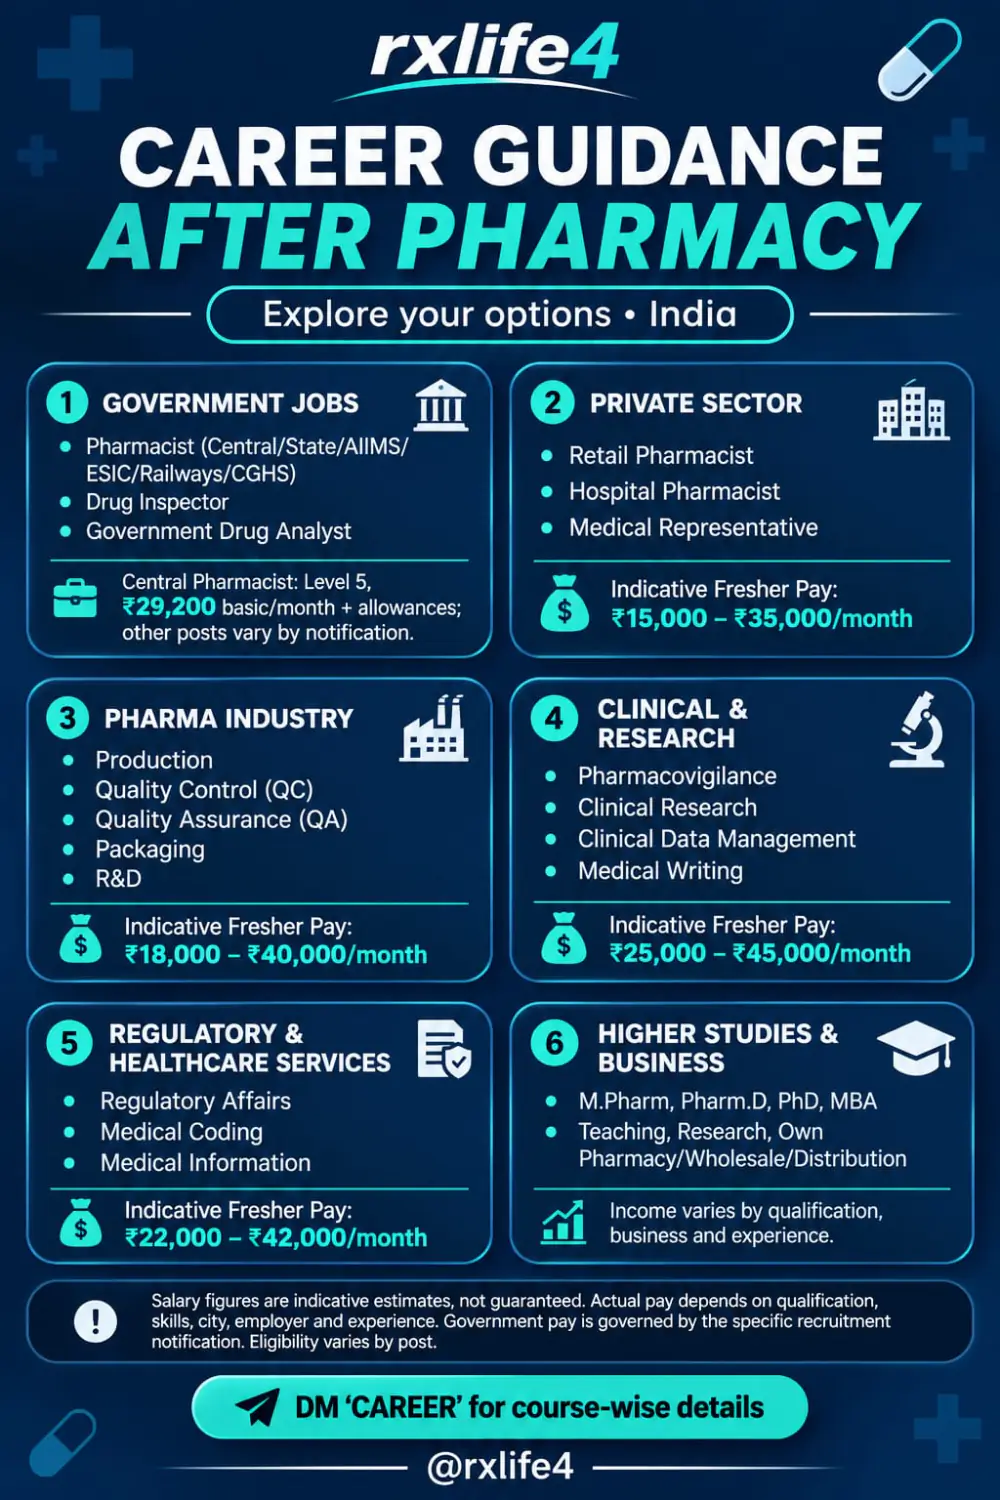 rxlife4
CAREER GUIDANCE
AFTER PHARMACY
Explore your options • India
1 GOVERNMENT JOBS
• Pharmacist (Central/State/AIIMS/
ESIC/Railways/CGHS)
• Drug Inspector
• Government Drug Analyst
Central Pharmacist: Level 5,
₹29,200 basic/month + allowances;
other posts vary by notification.
2 PRIVATE SECTOR
• Retail Pharmacist
• Hospital Pharmacist
• Medical Representative
$
Indicative Fresher Pay:
₹15,000 – ₹35,000/month
3 PHARMA INDUSTRY
• Production
• Quality Control (QC)
• Quality Assurance (QA)
• Packaging
• R&D
$
Indicative Fresher Pay:
₹18,000 – ₹40,000/month
4 CLINICAL &
RESEARCH
• Pharmacovigilance
• Clinical Research
• Clinical Data Management
• Medical Writing
$
Indicative Fresher Pay:
₹25,000 – ₹45,000/month
5 REGULATORY &
HEALTHCARE SERVICES
• Regulatory Affairs
• Medical Coding
• Medical Information
$
Indicative Fresher Pay:
₹22,000 – ₹42,000/month
6 HIGHER STUDIES &
BUSINESS
• M.Pharm, Pharm.D, PhD, MBA
• Teaching, Research, Own
Pharmacy/Wholesale/Distribution
Income varies by qualification,
business and experience.
!
Salary figures are indicative estimates, not guaranteed. Actual pay depends on qualification,
skills, city, employer and experience. Government pay is governed by the specific recruitment
notification. Eligibility varies by post.
DM ‘CAREER’ for course-wise details
@rxlife4